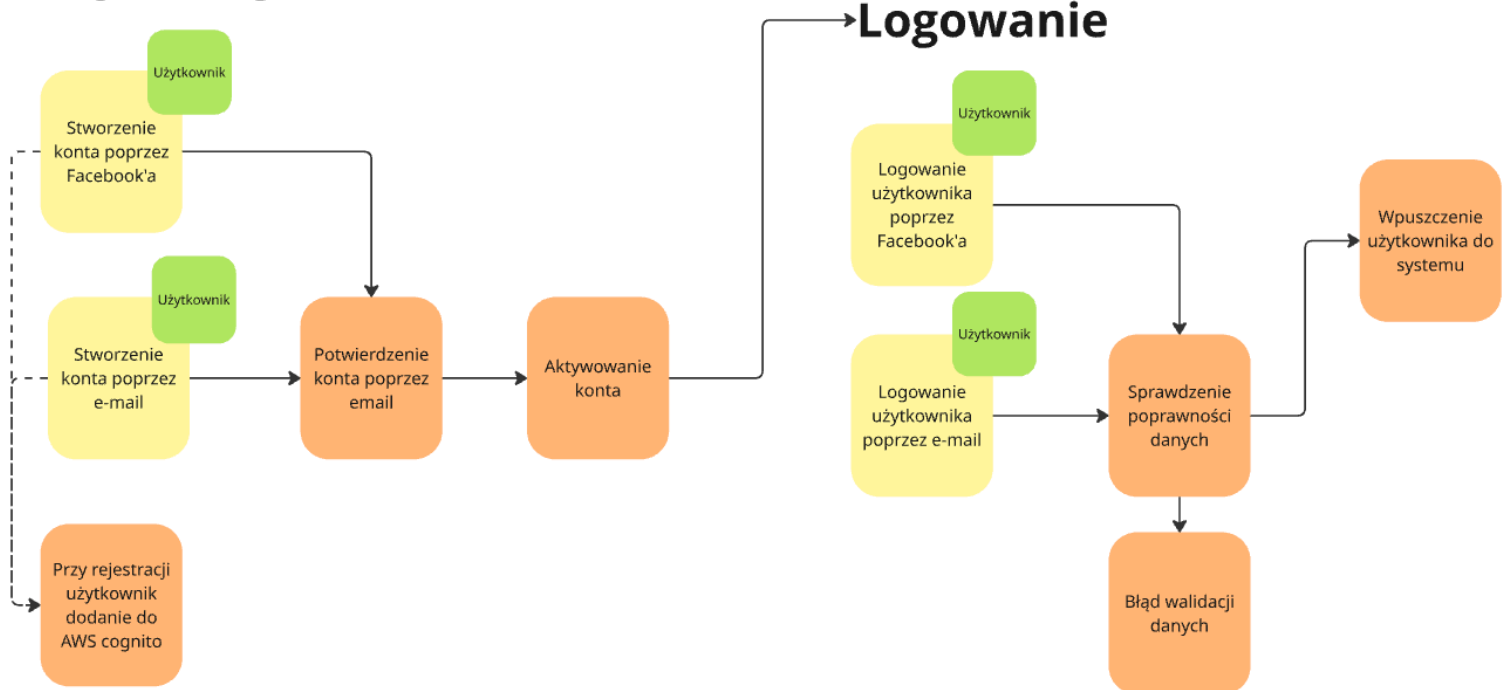 Logowanie
Użytkownik
Stworzenie
konta poprzez
Facebook'a
Użytkownik
Stworzenie
konta poprzez
e-mail
Potwierdzenie
konta poprzez
email
Aktywowanie
konta
Przy rejestracji
użytkownik
dodanie do
AWS cognito
Użytkownik
Logowanie
użytkownika
poprzez
Facebook'a
Użytkownik
Logowanie
użytkownika
poprzez e-mail
Sprawdzenie
poprawności
danych
Wpuszczenie
użytkownika do
systemu
Błąd walidacji
danych